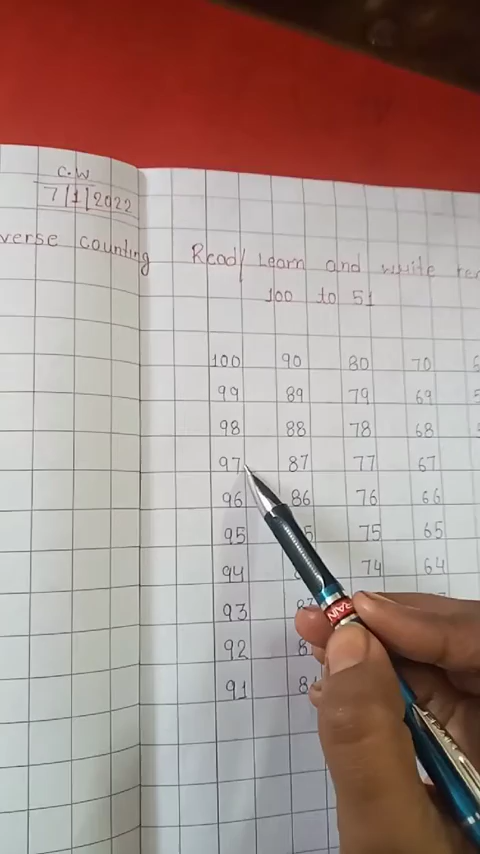 C.W
7/1/2022
verse counting
Read/ Learn and write
100 to 51
100 90 80 70
99 89 79 69
98 88 78 68
97 87 77 67
96 86 76 66
95 75 65
94 74 64
93
92
91